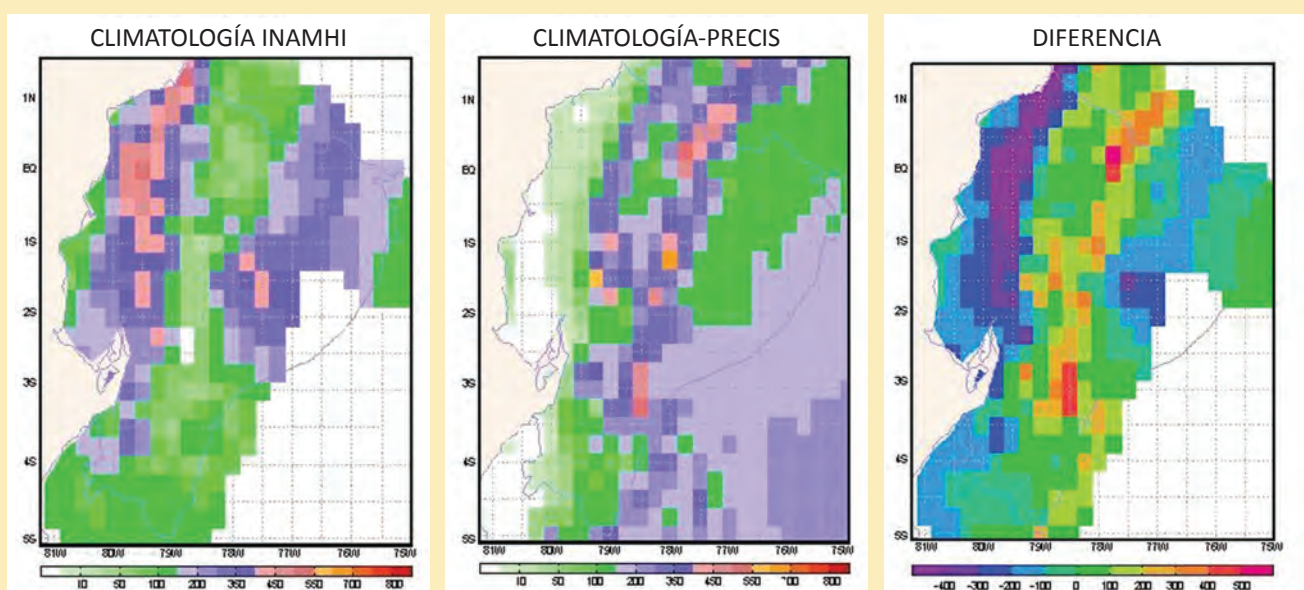 CLIMATOLOGÍA INAMHI
1N
EQ
1S
2S
3S
4S
5S
81W 80W 79W 78W 77W 76W 75W
10 50 100 200 350 450 550 700 800
CLIMATOLOGÍA-PRECIS
1N
EQ
1S
2S
3S
4S
5S
81W 80W 79W 78W 77W 76W 75W
10 50 100 200 350 450 550 700 800
DIFERENCIA
1N
EQ
1S
2S
3S
4S
5S
81W 80W 79W 78W 77W 76W 75W
-400 -300 -200 -100 0 100 200 300 400 500